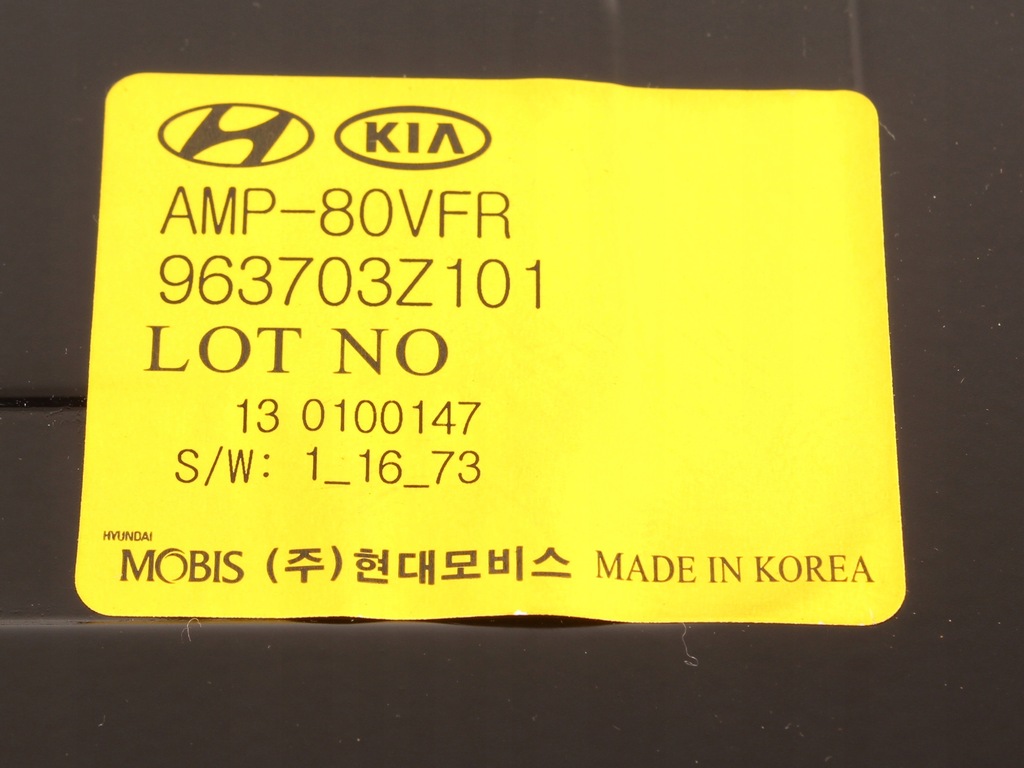 KIA
AMP-80VFR
963703Z101
LOT NO
13 0100147
S/W: 1_16_73
HYUNDAI
MOBIS (주)현대모비스 MADE IN KOREA